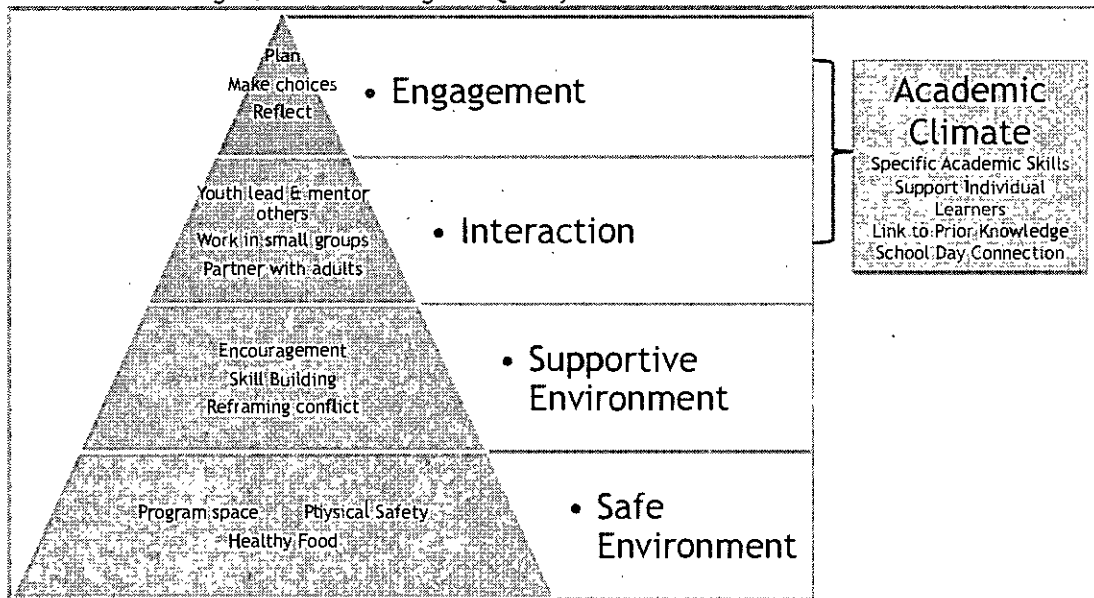 Plan
Make choices
Reflect
• Engagement
Youth lead & mentor
others
Work in small groups
Partner with adults
• Interaction
Encouragement
Skill Building
Reframing conflict
• Supportive
Environment
Program space Physical Safety
Healthy Food
• Safe
Environment
Academic
Climate
Specific Academic Skills
Support Individual
Learners
Link to Prior Knowledge
School Day Connection